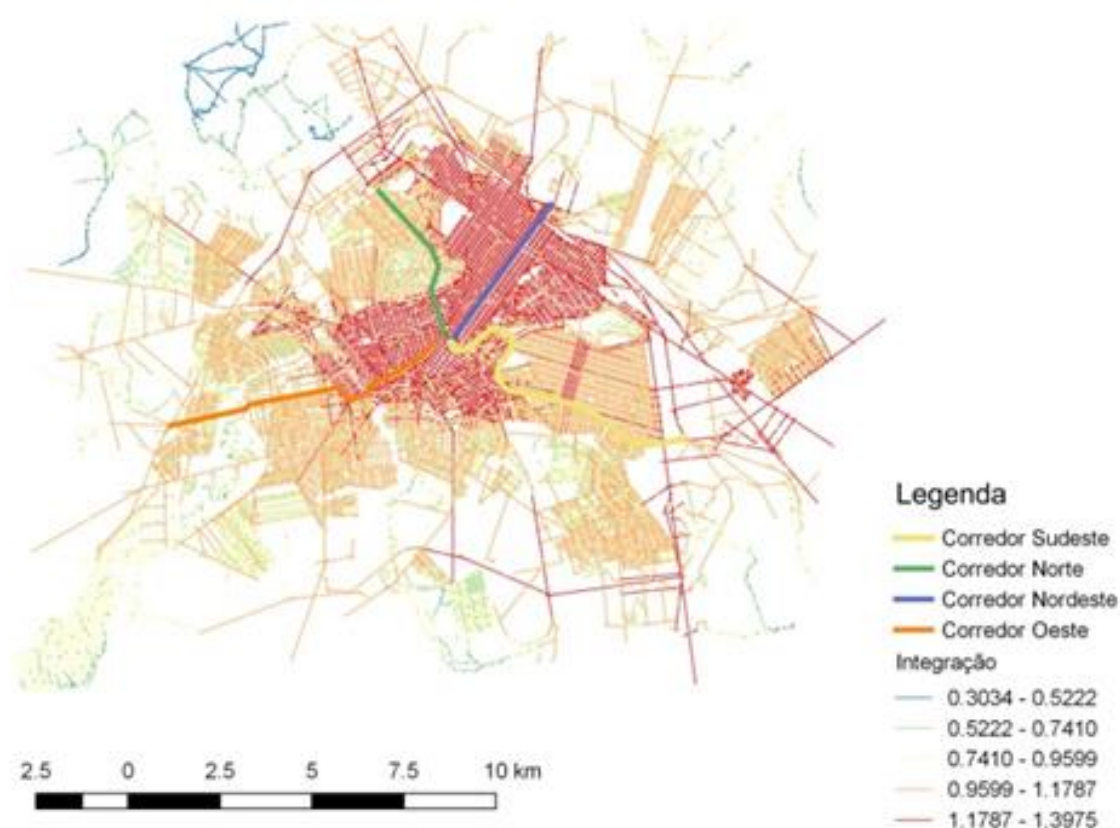 Legenda
Corredor Sudeste
Corredor Norte
Corredor Nordeste
Corredor Oeste
Integração
0.3034 - 0.5222
0.5222 - 0.7410
0.7410 - 0.9599
0.9599 - 1.1787
1.1787 - 1.3975
2.5 0 2.5 5 7.5 10 km